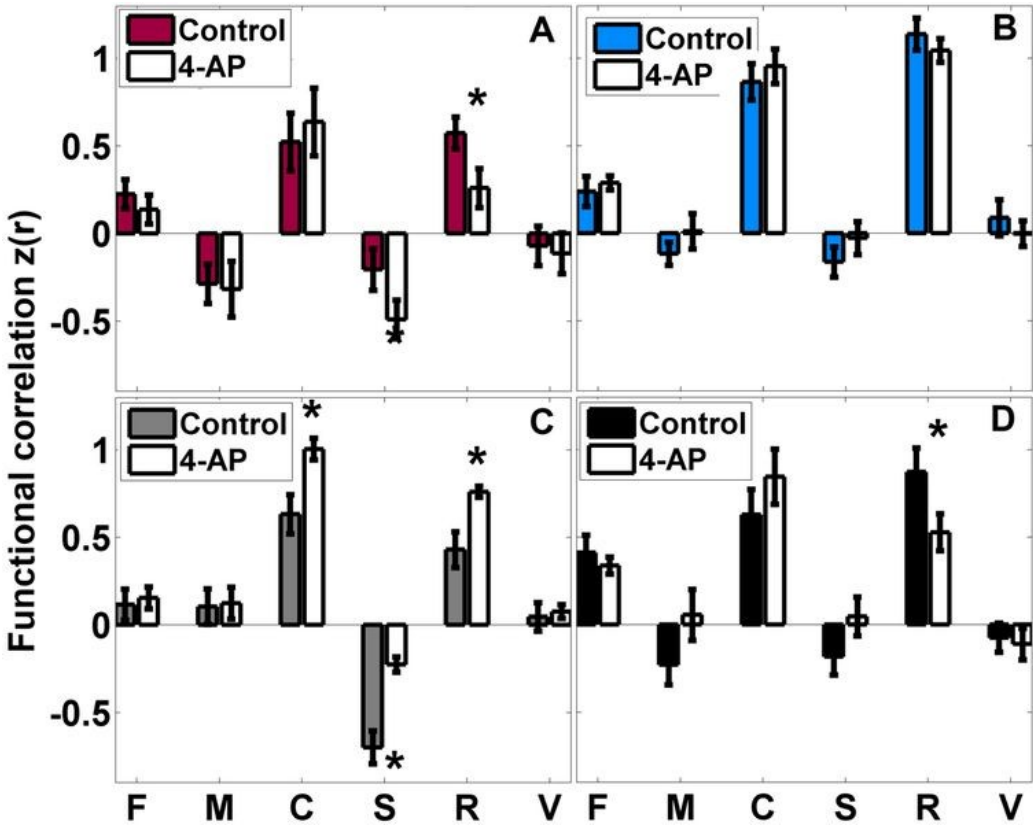 Functional correlation z(r)
Control
4-AP
A
*
*
1
0.5
0
-0.5
Control
4-AP
B
Control
4-AP
C
*
*
*
1
0.5
0
-0.5
Control
4-AP
D
*
F M C S R V
F M C S R V